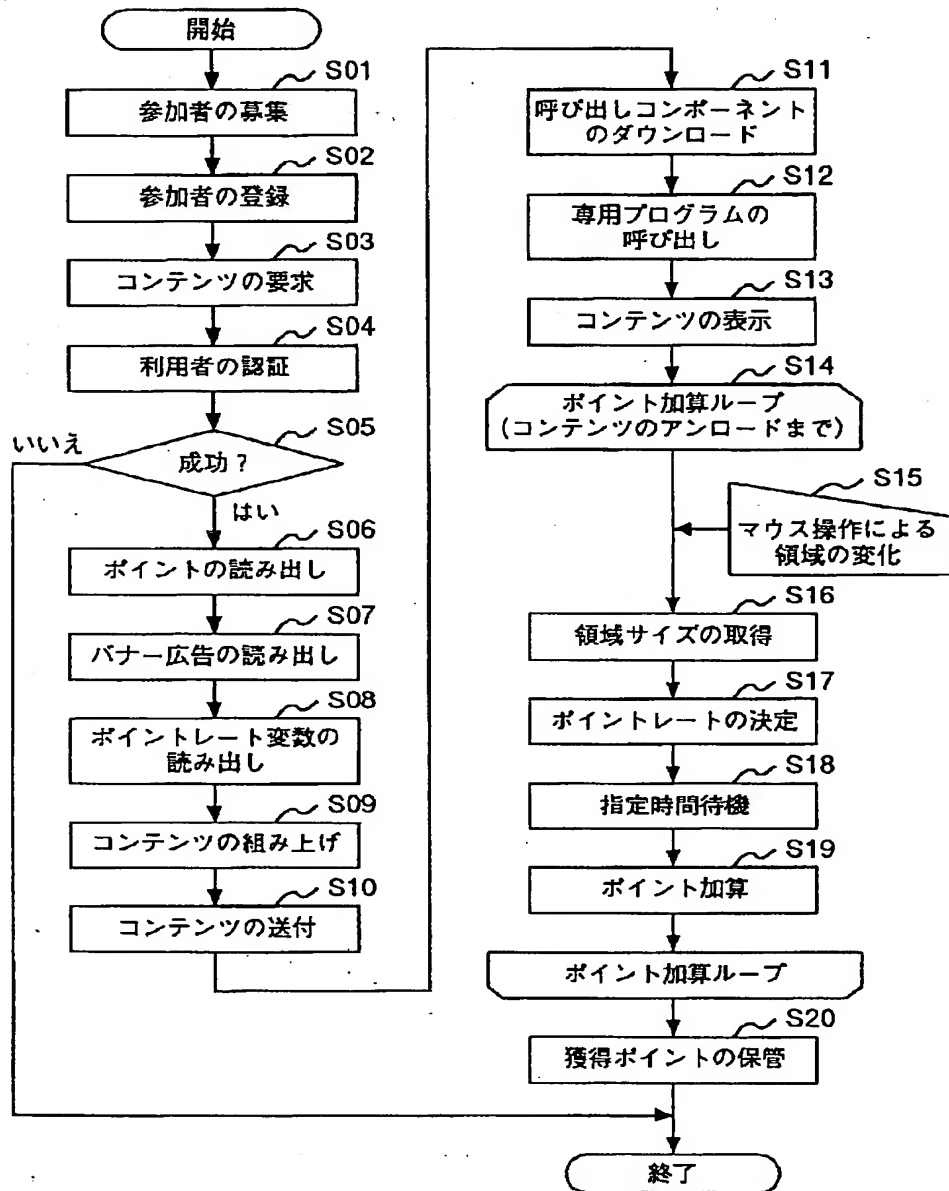 開始
S01
参加者の募集
S02
参加者の登録
S03
コンテンツの要求
S04
利用者の認証
S05
いいえ
成功?
はい
S06
ポイントの読み出し
S07
バナー広告の読み出し
S08
ポイントレート変数の
読み出し
S09
コンテンツの組み上げ
S10
コンテンツの送付
S11
呼び出しコンポーネント
のダウンロード
S12
専用プログラムの
呼び出し
S13
コンテンツの表示
S14
ポイント加算ループ
(コンテンツのアンロードまで)
S15
マウス操作による
領域の変化
S16
領域サイズの取得
S17
ポイントレートの決定
S18
指定時間待機
S19
ポイント加算
ポイント加算ループ
S20
獲得ポイントの保管
終了